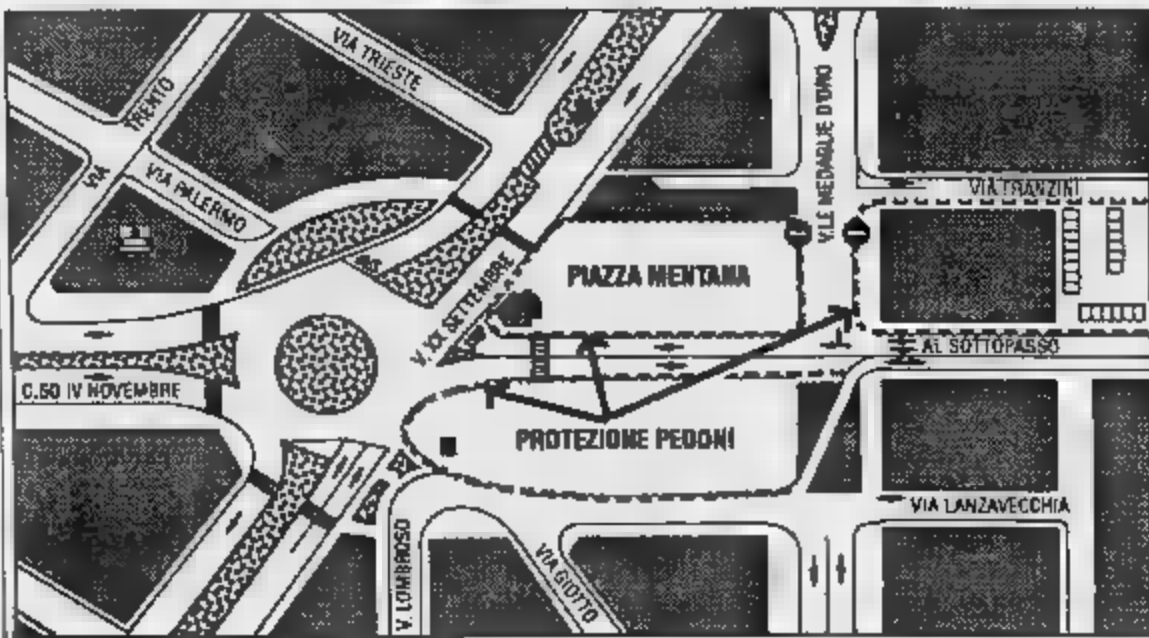 VIA TRIESTE
VIA TRENTO
VIA PALERMO
V.LE MEDAGLIE D'ORO
VIA FRANZINI
PIAZZA MENTANA
V. XX SETTEMBRE
AL SOTTOPASSO
C.SO IV NOVEMBRE
PROTEZIONE PEDONI
VIA LANZAVECCHIA
V. LOMBROSO
VIA GIOTTO